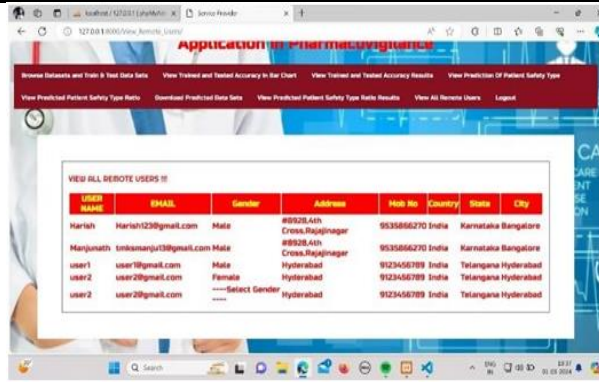 localhost / 127.0.0.1 | phpMyAd
Service Provider
127.0.0.1:8000/View_Remote_Users/
Application in Pharmacovigilance
Browse Datasets and Train & Test Data Sets View Trained and Tested Accuracy in Bar Chart View Trained and Tested Accuracy Results View Prediction Of Patient Safety Type
View Predicted Patient Safety Type Ratio Download Predicted Data Sets View Predicted Patient Safety Type Ratio Results View All Remote Users Logout
CA
CARE
VIEW ALL REMOTE USERS !!!
USER NAME EMAIL Gender Address Mob No Country State City
Harish Harish123@gmail.com Male #8928,4th Cross,Rajajinagar 9535866270 India Karnataka Bangalore
Manjunath tmksmanju13@gmail.com Male #8928,4th Cross,Rajajinagar 9535866270 India Karnataka Bangalore
user1 user1@gmail.com Male Hyderabad 9123456789 India Telangana Hyderabad
user2 user2@gmail.com Female Hyderabad 9123456789 India Telangana Hyderabad
user2 user2@gmail.com ----Select Gender---- Hyderabad 9123456789 India Telangana Hyderabad
Search
ENG
IN